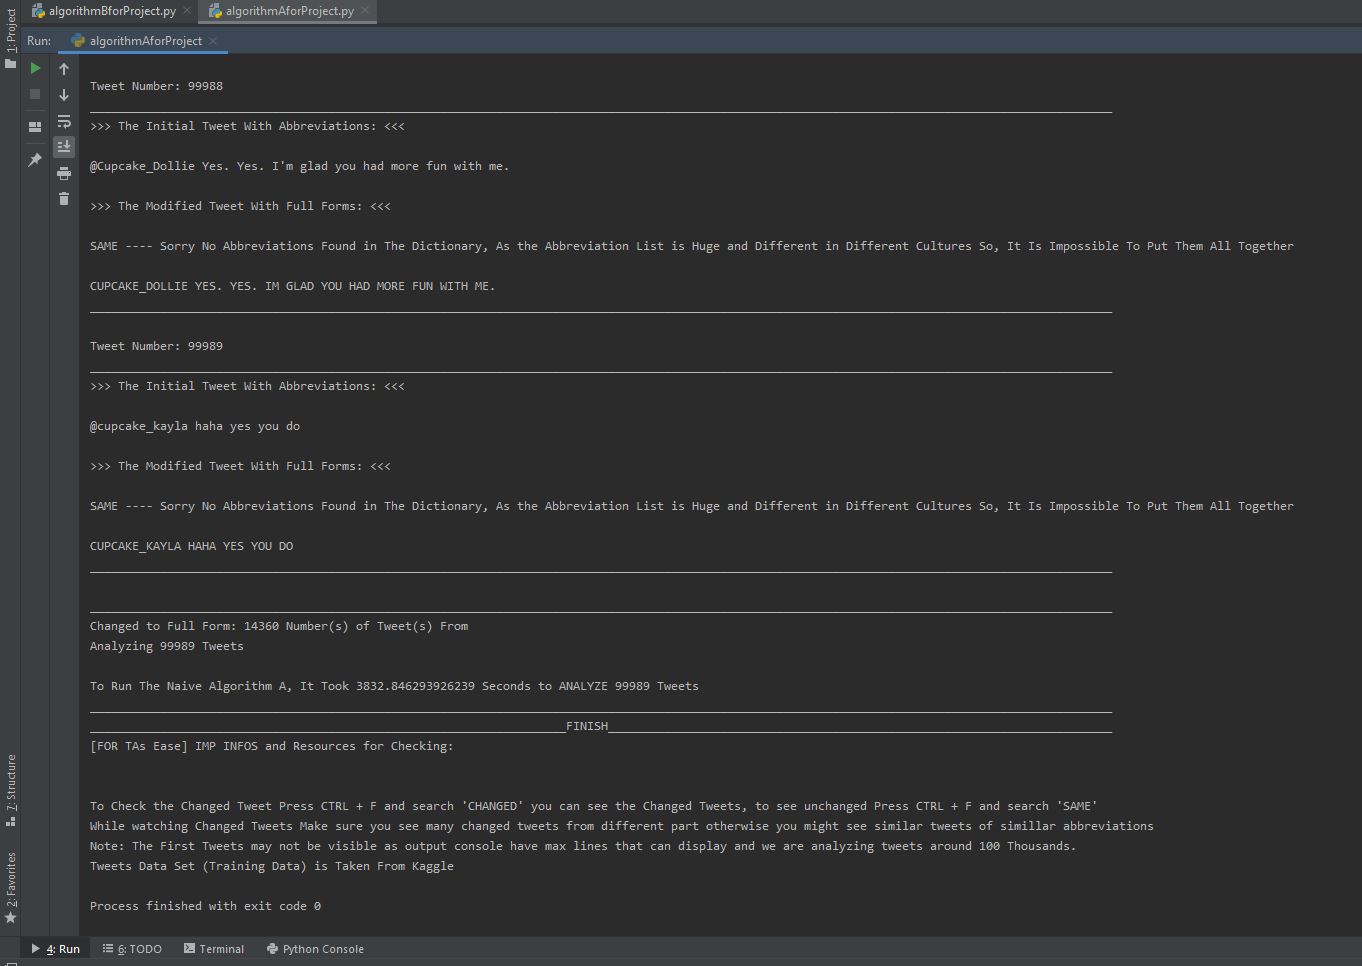 algorithmBforProject.py algorithmAforProject.py
1: Project
Run: algorithmAforProject
Tweet Number: 99988
>>> The Initial Tweet With Abbreviations: <<<
@Cupcake_Dollie Yes. Yes. I'm glad you had more fun with me.
>>> The Modified Tweet With Full Forms: <<<
SAME ---- Sorry No Abbreviations Found in The Dictionary, As the Abbreviation List is Huge and Different in Different Cultures So, It Is Impossible To Put Them All Together
CUPCAKE_DOLLIE YES. YES. IM GLAD YOU HAD MORE FUN WITH ME.
Tweet Number: 99989
>>> The Initial Tweet With Abbreviations: <<<
@cupcake_kayla haha yes you do
>>> The Modified Tweet With Full Forms: <<<
SAME ---- Sorry No Abbreviations Found in The Dictionary, As the Abbreviation List is Huge and Different in Different Cultures So, It Is Impossible To Put Them All Together
CUPCAKE_KAYLA HAHA YES YOU DO
Changed to Full Form: 14360 Number(s) of Tweet(s) From
Analyzing 99989 Tweets
To Run The Naive Algorithm A, It Took 3832.846293926239 Seconds to ANALYZE 99989 Tweets
FINISH
[FOR TAs Ease] IMP INFOS and Resources for Checking:
To Check the Changed Tweet Press CTRL + F and search 'CHANGED' you can see the Changed Tweets, to see unchanged Press CTRL + F and search 'SAME'
While watching Changed Tweets Make sure you see many changed tweets from different part otherwise you might see similar tweets of simillar abbreviations
Note: The First Tweets may not be visible as output console have max lines that can display and we are analyzing tweets around 100 Thousands.
Tweets Data Set (Training Data) is Taken From Kaggle
Process finished with exit code 0
7: Structure
2: Favorites
4: Run 6: TODO Terminal Python Console